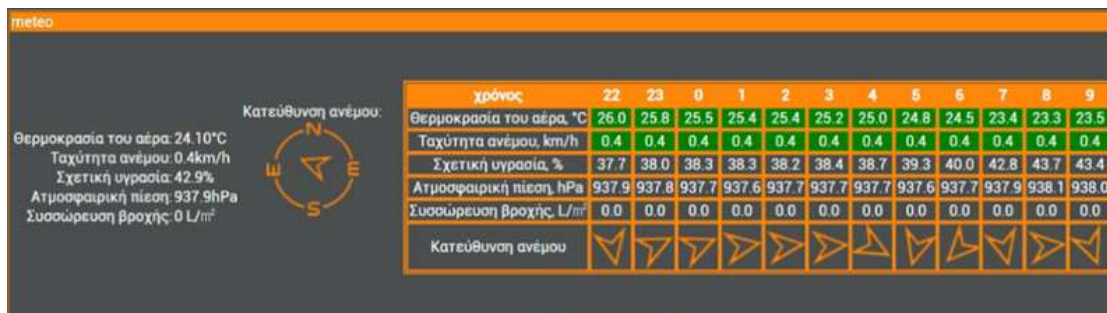 meteo
Θερμοκρασία του αέρα: 24.10°C
Ταχύτητα ανέμου: 0.4km/h
Σχετική υγρασία: 42.9%
Ατμοσφαιρική πίεση: 937.9hPa
Συσσώρευση βροχής: 0 L/m²
Κατεύθυνση ανέμου:
N
E
E
S
χρόνος 22 23 0 1 2 3 4 5 6 7 8 9
Θερμοκρασία του αέρα, °C 26.0 25.8 25.5 25.4 25.4 25.2 25.0 24.8 24.5 23.4 23.3 23.5
Ταχύτητα ανέμου, km/h 0.4 0.4 0.4 0.4 0.4 0.4 0.4 0.4 0.4 0.4 0.4 0.4
Σχετική υγρασία, % 37.7 38.0 38.3 38.3 38.2 38.4 38.7 39.3 40.0 42.8 43.7 43.4
Ατμοσφαιρική πίεση, hPa 937.9 937.8 937.7 937.6 937.7 937.7 937.7 937.6 937.7 937.9 938.1 938.0
Συσσώρευση βροχής, L/m² 0.0 0.0 0.0 0.0 0.0 0.0 0.0 0.0 0.0 0.0 0.0 0.0
Κατεύθυνση ανέμου